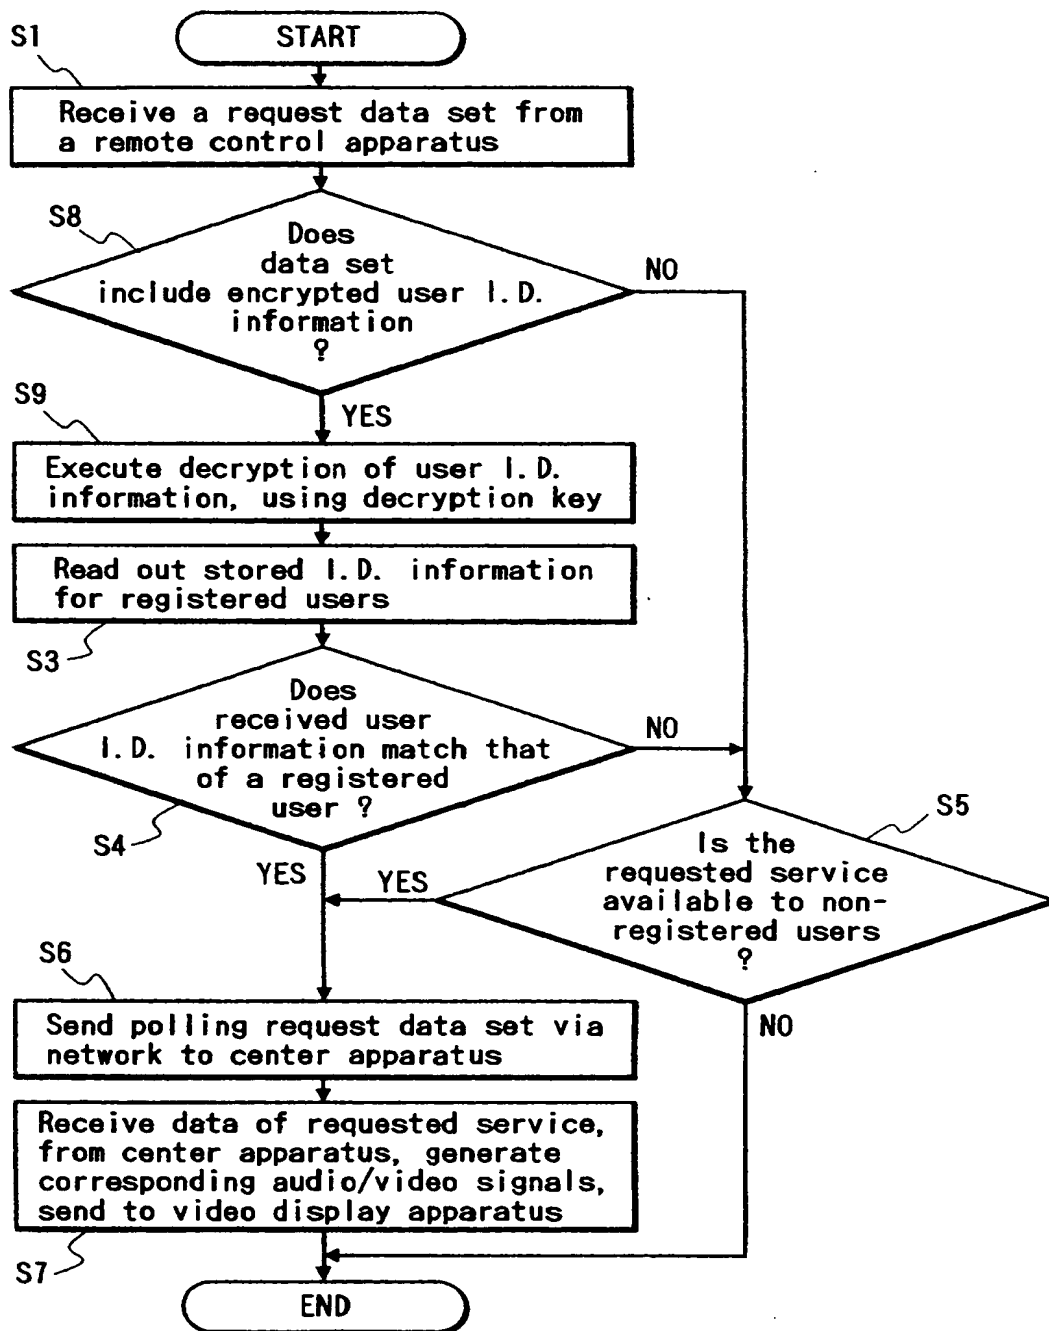 START
S1
Receive a request data set from
a remote control apparatus
S8
Does
data set
include encrypted user I.D.
information
?
NO
YES
S9
Execute decryption of user I.D.
information, using decryption key
Read out stored I.D. information
for registered users
S3
Does
received user
I.D. information match that
of a registered
user ?
NO
S4
YES
S5
Is the
requested service
available to non-
registered users
?
YES
NO
S6
Send polling request data set via
network to center apparatus
Receive data of requested service,
from center apparatus, generate
corresponding audio/video signals,
send to video display apparatus
S7
END